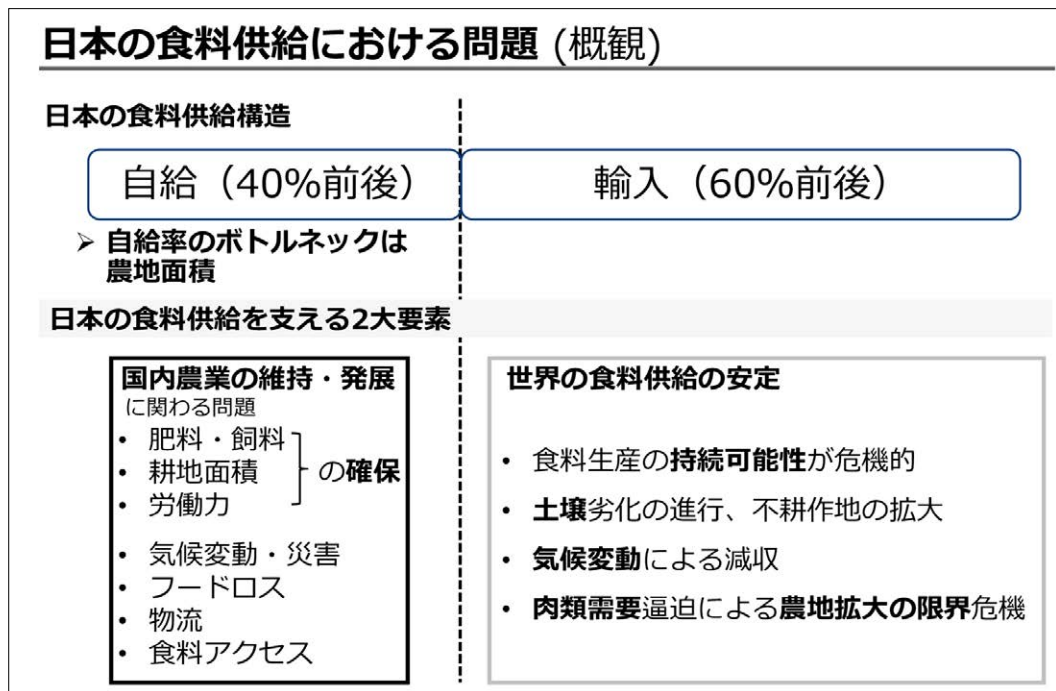 日本の食料供給における問題 (概観)
日本の食料供給構造
自給（40%前後）
輸入（60%前後）
➢ 自給率のボトルネックは
農地面積
日本の食料供給を支える2大要素
国内農業の維持・発展
に関わる問題
• 肥料・飼料
• 耕地面積
• 労働力
の確保
• 気候変動・災害
• フードロス
• 物流
• 食料アクセス
世界の食料供給の安定
• 食料生産の持続可能性が危機的
• 土壌劣化の進行、不耕作地の拡大
• 気候変動による減収
• 肉類需要逼迫による農地拡大の限界危機